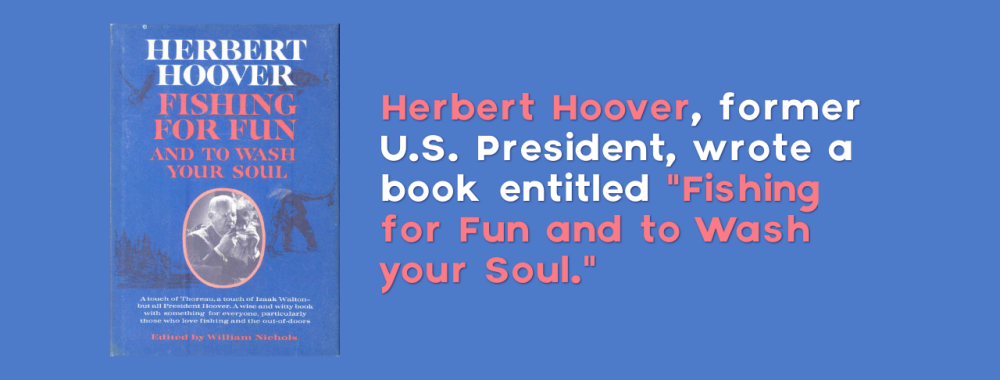 HERBERT
HOOVER
FISHING
FOR FUN
AND TO WASH
YOUR SOUL
A touch of Thoreau, a touch of Izaak Walton–
but all President Hoover. A wise and witty book
with something for everyone, particularly
those who love fishing and the out-of-doors
Edited by William Nichols
Herbert Hoover, former
U.S. President, wrote a
book entitled "Fishing
for Fun and to Wash
your Soul."